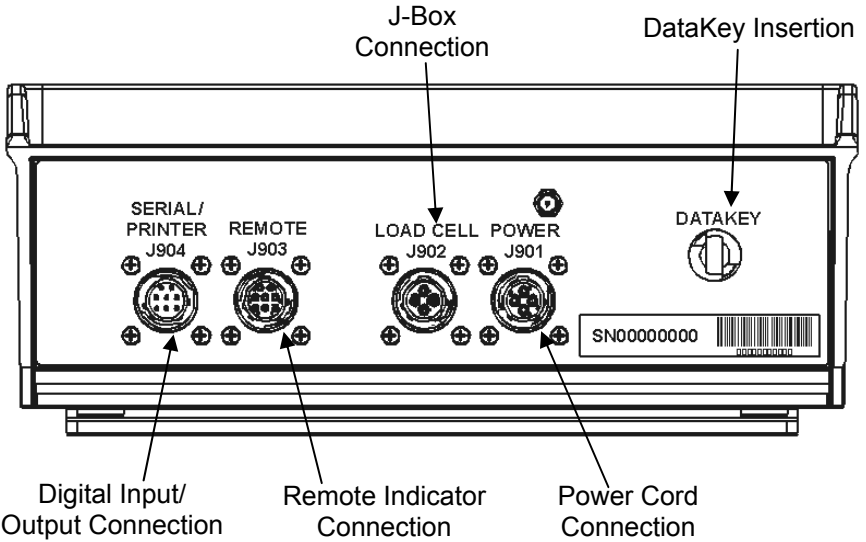 J-Box
Connection
DataKey Insertion
SERIAL/
PRINTER
J904
REMOTE
J903
LOAD CELL
J902
POWER
J901
DATAKEY
SN00000000
0000000000
Digital Input/
Output Connection
Remote Indicator
Connection
Power Cord
Connection